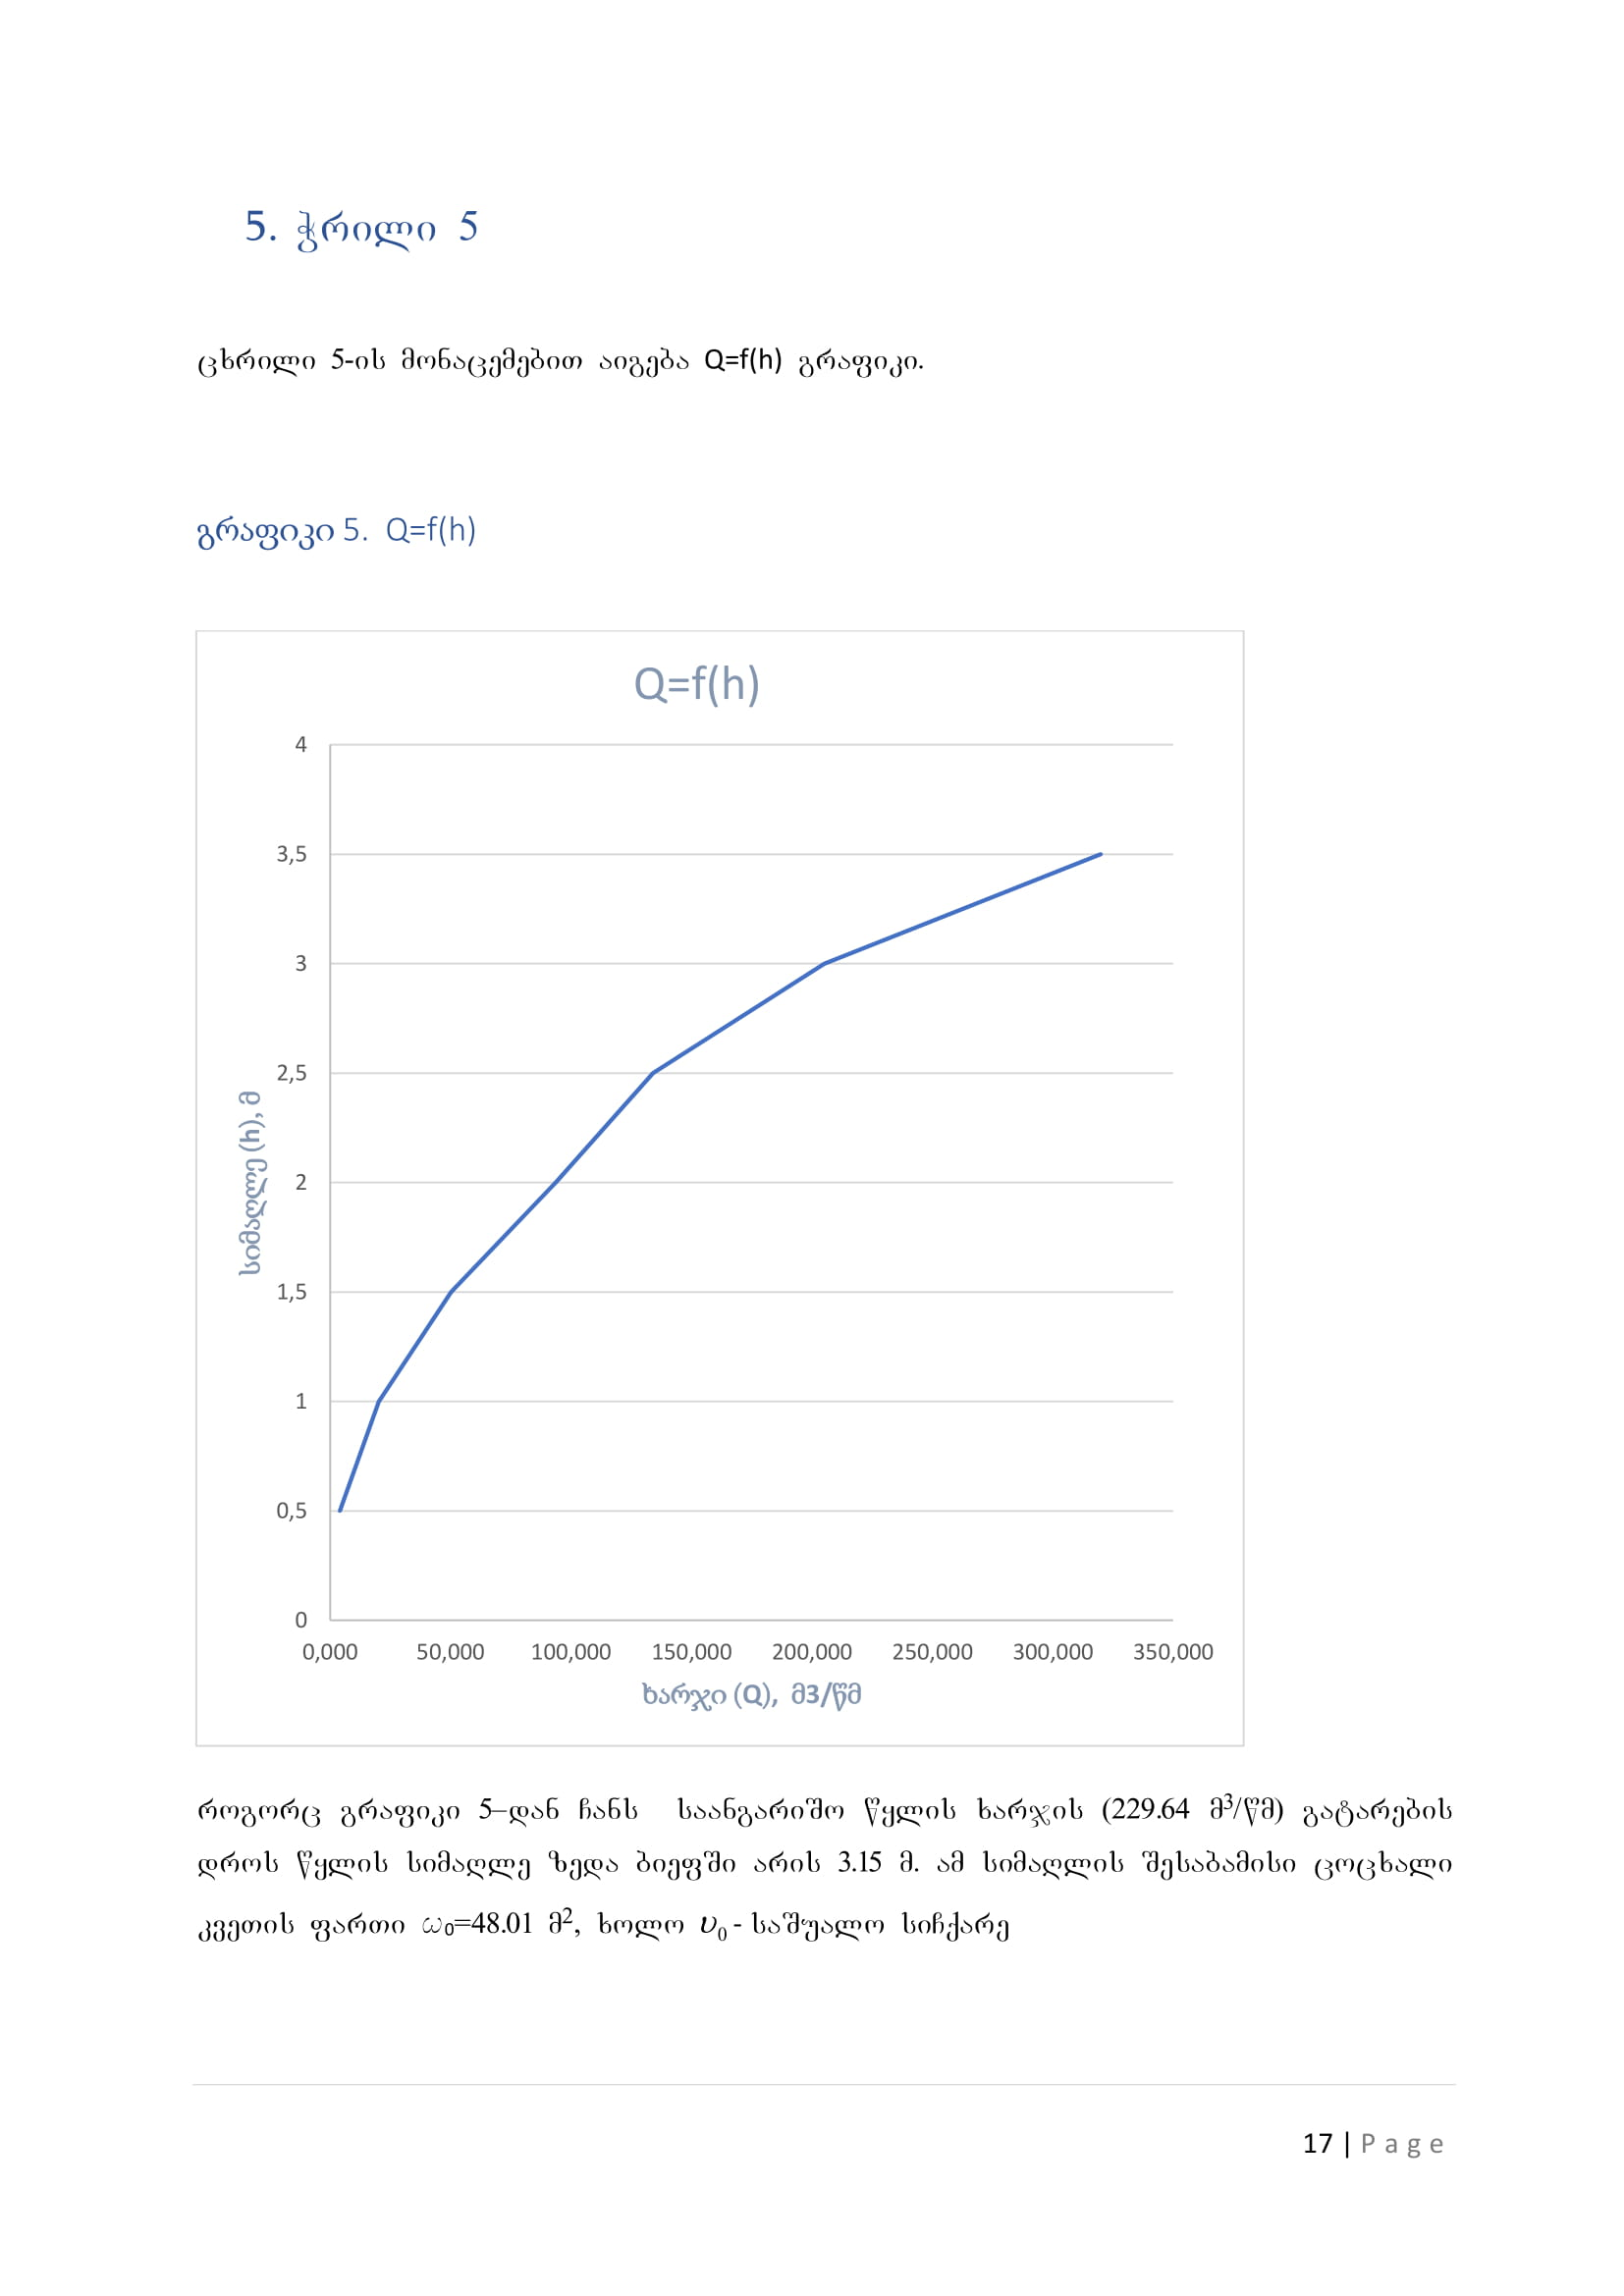 5. ჭრილი 5
ცხრილი 5-ის მონაცემებით აიგება Q=f(h) გრაფიკი.
გრაფიკი 5. Q=f(h)
Q=f(h)
4
3,5
3
2,5
2
1,5
1
0,5
0
სიმაღლე (h), მ
0,000 50,000 100,000 150,000 200,000 250,000 300,000 350,000
ხარჯი (Q), მ3/წმ
როგორც გრაფიკი 5–დან ჩანს საანგარიშო წყლის ხარჯის (229.64 მ³/წმ) გატარების
დროს წყლის სიმაღლე ზედა ბიეფში არის 3.15 მ. ამ სიმაღლის შესაბამისი ცოცხალი
კვეთის ფართი ω₀=48.01 მ², ხოლო υ₀ - საშუალო სიჩქარე
17 | Page